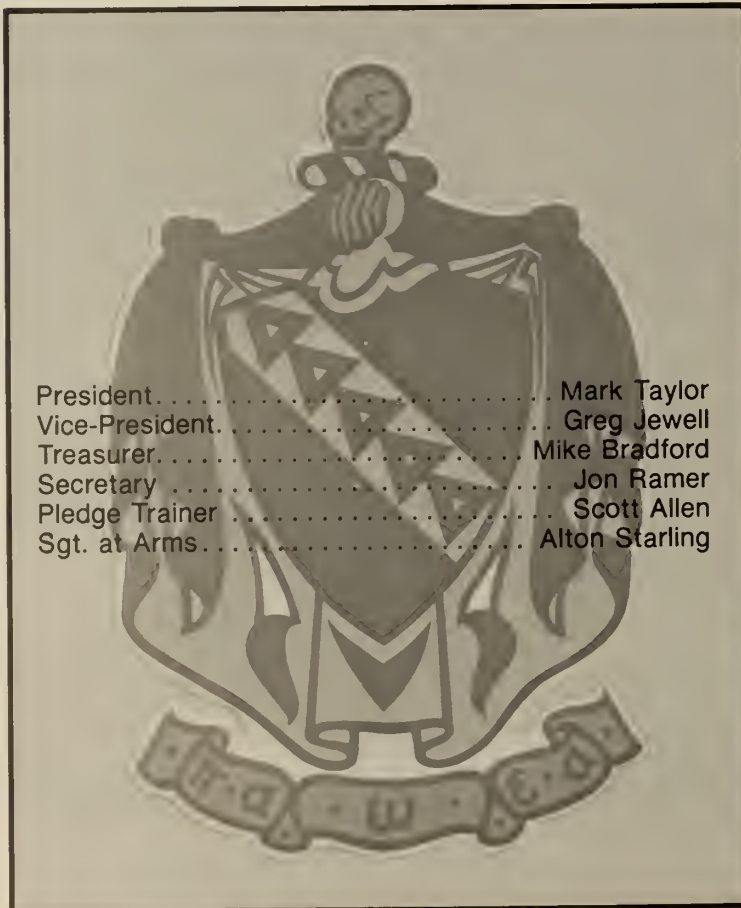 President. . . . . . . . . . . . . . . . . . . . . . . . . . . . Mark Taylor
Vice-President. . . . . . . . . . . . . . . . . . . . . . . Greg Jewell
Treasurer. . . . . . . . . . . . . . . . . . . . . . . . . Mike Bradford
Secretary . . . . . . . . . . . . . . . . . . . . . . . . . . Jon Ramer
Pledge Trainer . . . . . . . . . . . . . . . . . . . . . . Scott Allen
Sgt. at Arms. . . . . . . . . . . . . . . . . . . . . . Alton Starling
π · α · ω · ε · α